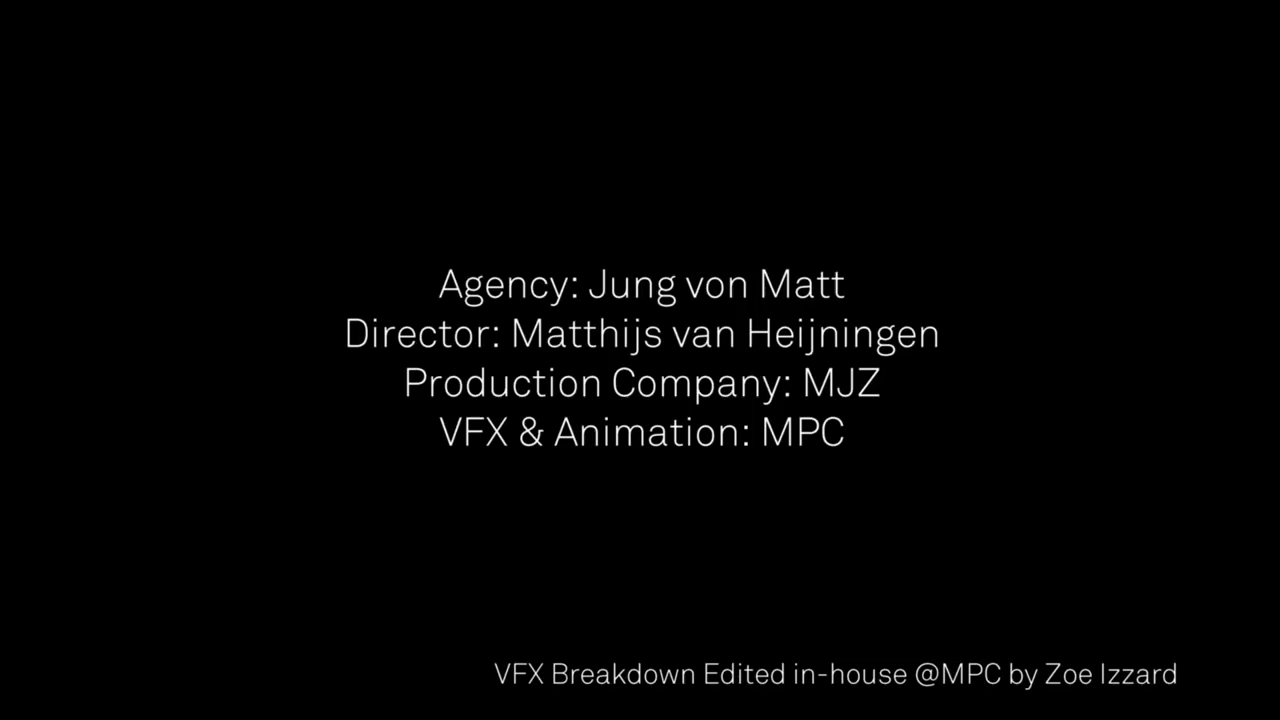 Agency: Jung von Matt
Director: Matthijs van Heijningen
Production Company: MJZ
VFX & Animation: MPC
VFX Breakdown Edited in-house @MPC by Zoe Izzard